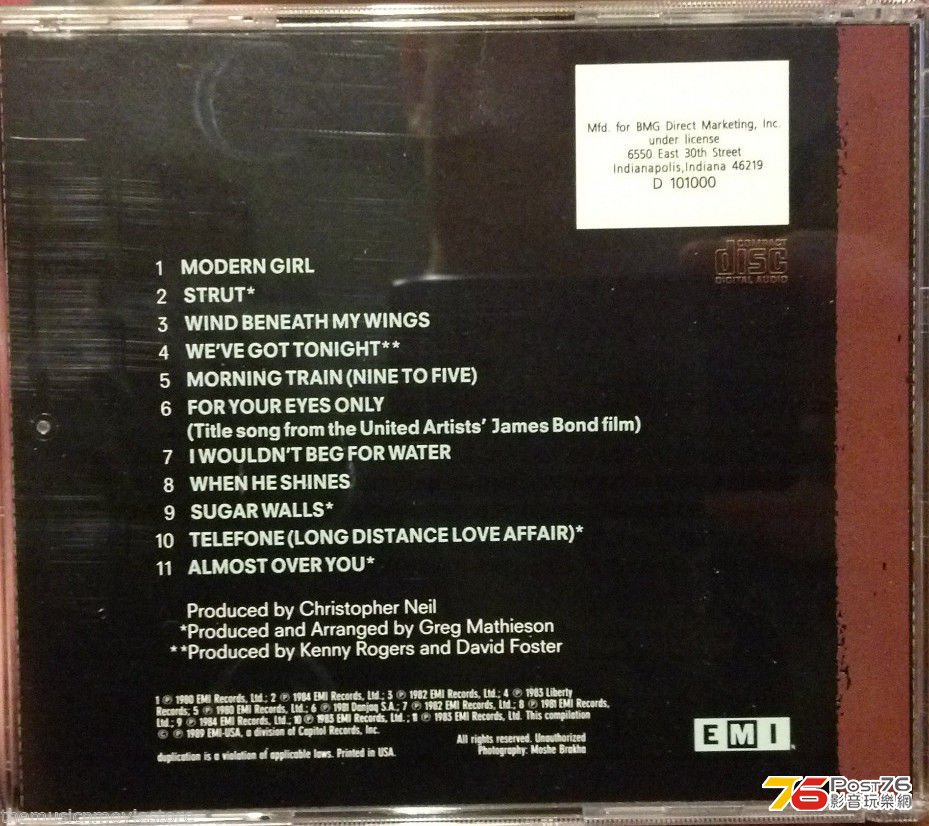 Mfd. for BMG Direct Marketing, Inc.
under license
6550 East 30th Street
Indianapolis, Indiana 46219
D 101000
COMPACT
disc
DIGITAL AUDIO
1 MODERN GIRL
2 STRUT*
3 WIND BENEATH MY WINGS
4 WE'VE GOT TONIGHT**
5 MORNING TRAIN (NINE TO FIVE)
6 FOR YOUR EYES ONLY
(Title song from the United Artists' James Bond film)
7 I WOULDN'T BEG FOR WATER
8 WHEN HE SHINES
9 SUGAR WALLS*
10 TELEFONE (LONG DISTANCE LOVE AFFAIR)*
11 ALMOST OVER YOU*
Produced by Christopher Neil
*Produced and Arranged by Greg Mathieson
**Produced by Kenny Rogers and David Foster
1 ℗ 1980 EMI Records, Ltd.; 2 ℗ 1984 EMI Records, Ltd.; 3 ℗ 1982 EMI Records, Ltd.; 4 ℗ 1983 Liberty
Records; 5 ℗ 1980 EMI Records, Ltd.; 6 ℗ 1981 Danjaq S.A.; 7 ℗ 1982 EMI Records, Ltd.; 8 ℗ 1981 EMI Records,
Ltd.; 9 ℗ 1984 EMI Records, Ltd.; 10 ℗ 1983 EMI Records, Ltd.; 11 ℗ 1983 EMI Records, Ltd. This compilation
© ℗ 1989 EMI-USA, a division of Capitol Records, Inc.
All rights reserved. Unauthorized
duplication is a violation of applicable laws. Printed in USA.
Photography: Moshe Brakha
EMI
76 Post76
影音玩樂網